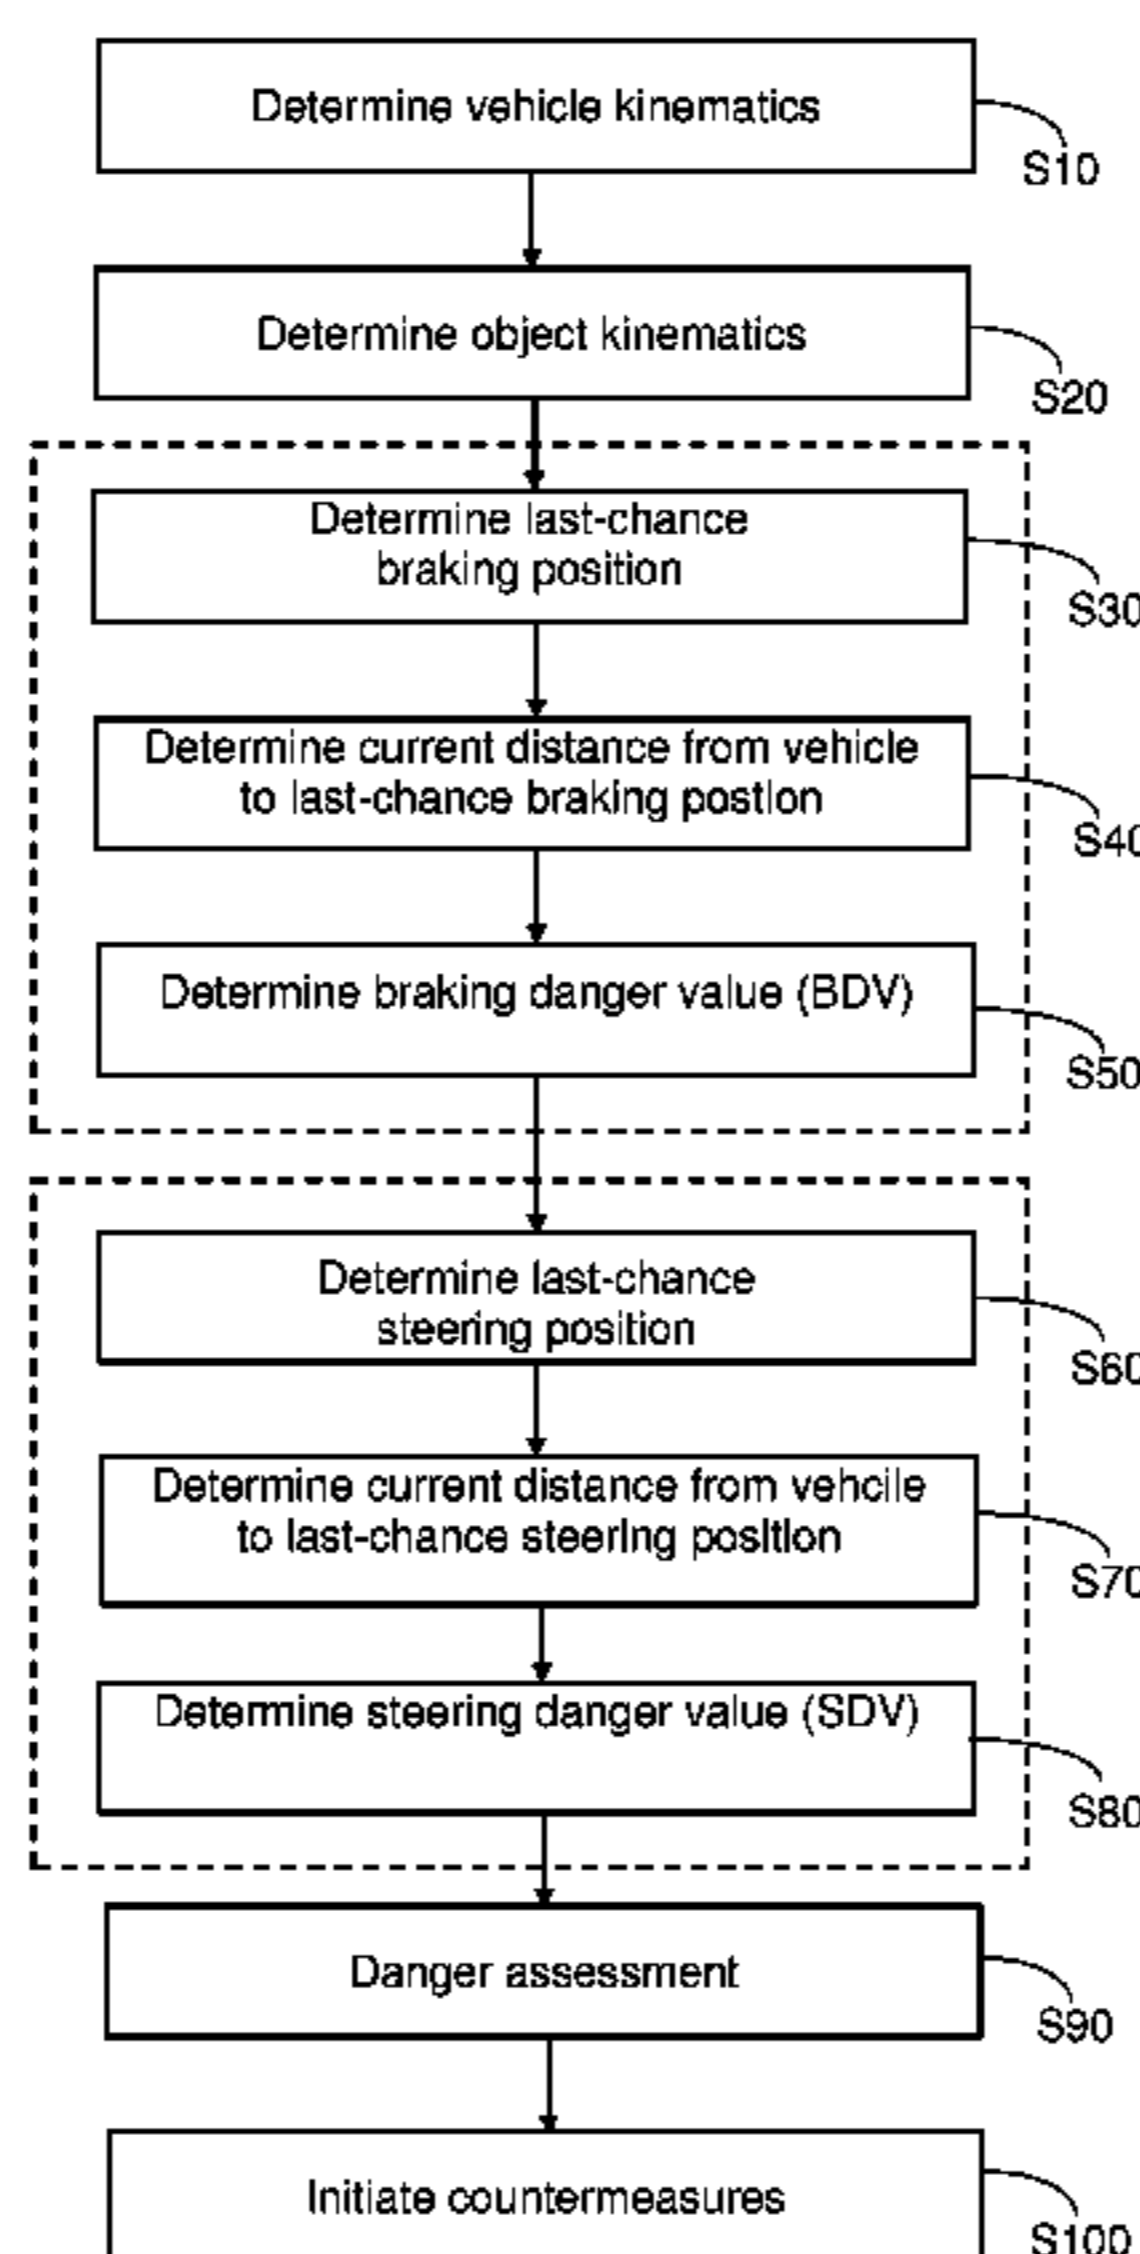 Determine vehicle kinematics
S10
Determine object kinematics
S20
Determine last-chance
braking position
S30
Determine current distance from vehicle
to last-chance braking postion
S40
Determine braking danger value (BDV)
S50
Determine last-chance
steering position
S60
Determine current distance from vehcile
to last-chance steering position
S70
Determine steering danger value (SDV)
S80
Danger assessment
S90
Initiate countermeasures
S100